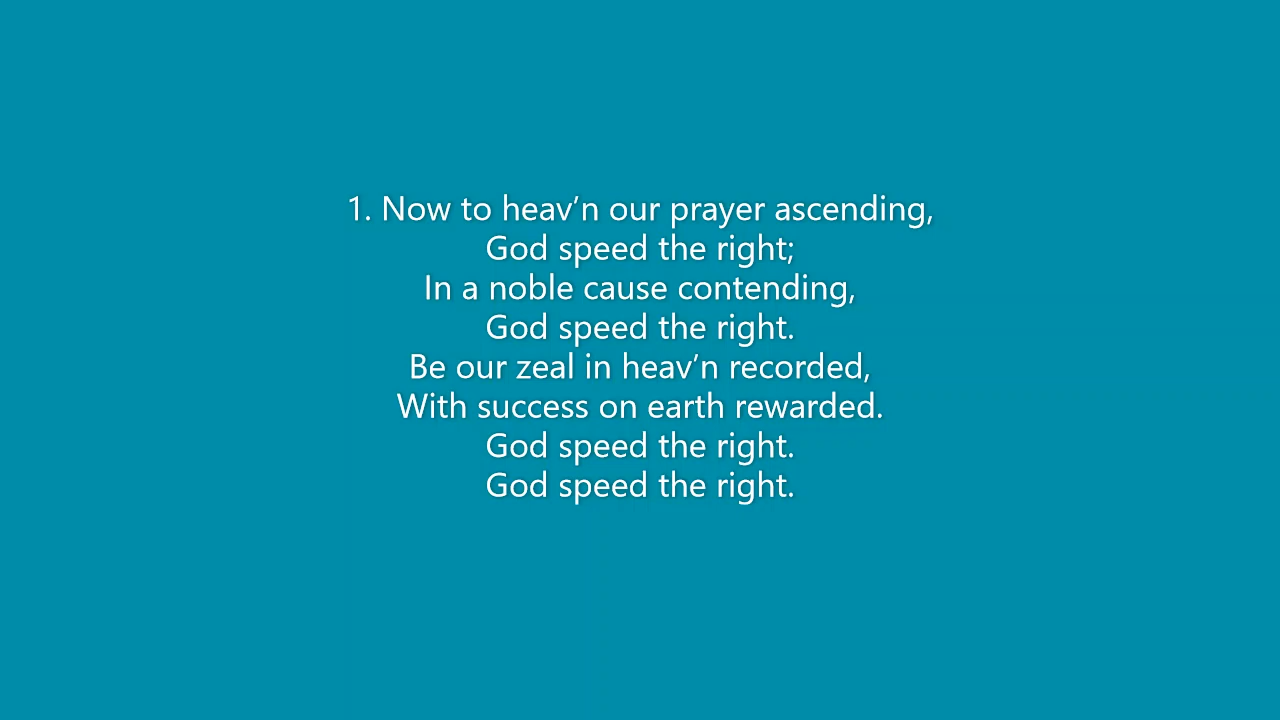 1. Now to heav’n our prayer ascending,
God speed the right;
In a noble cause contending,
God speed the right.
Be our zeal in heav’n recorded,
With success on earth rewarded.
God speed the right.
God speed the right.